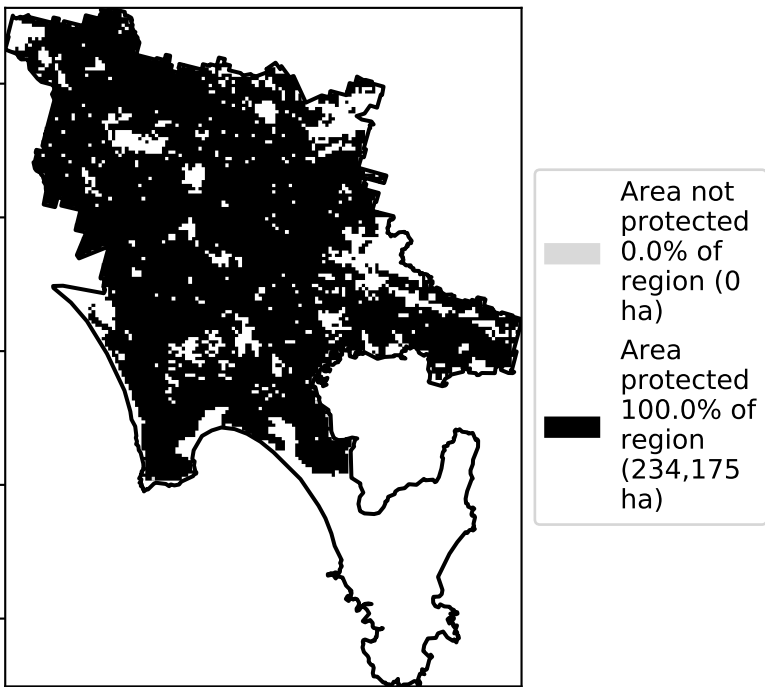 Area not
protected
0.0% of
region (0
ha)
Area
protected
100.0% of
region
(234,175
ha)